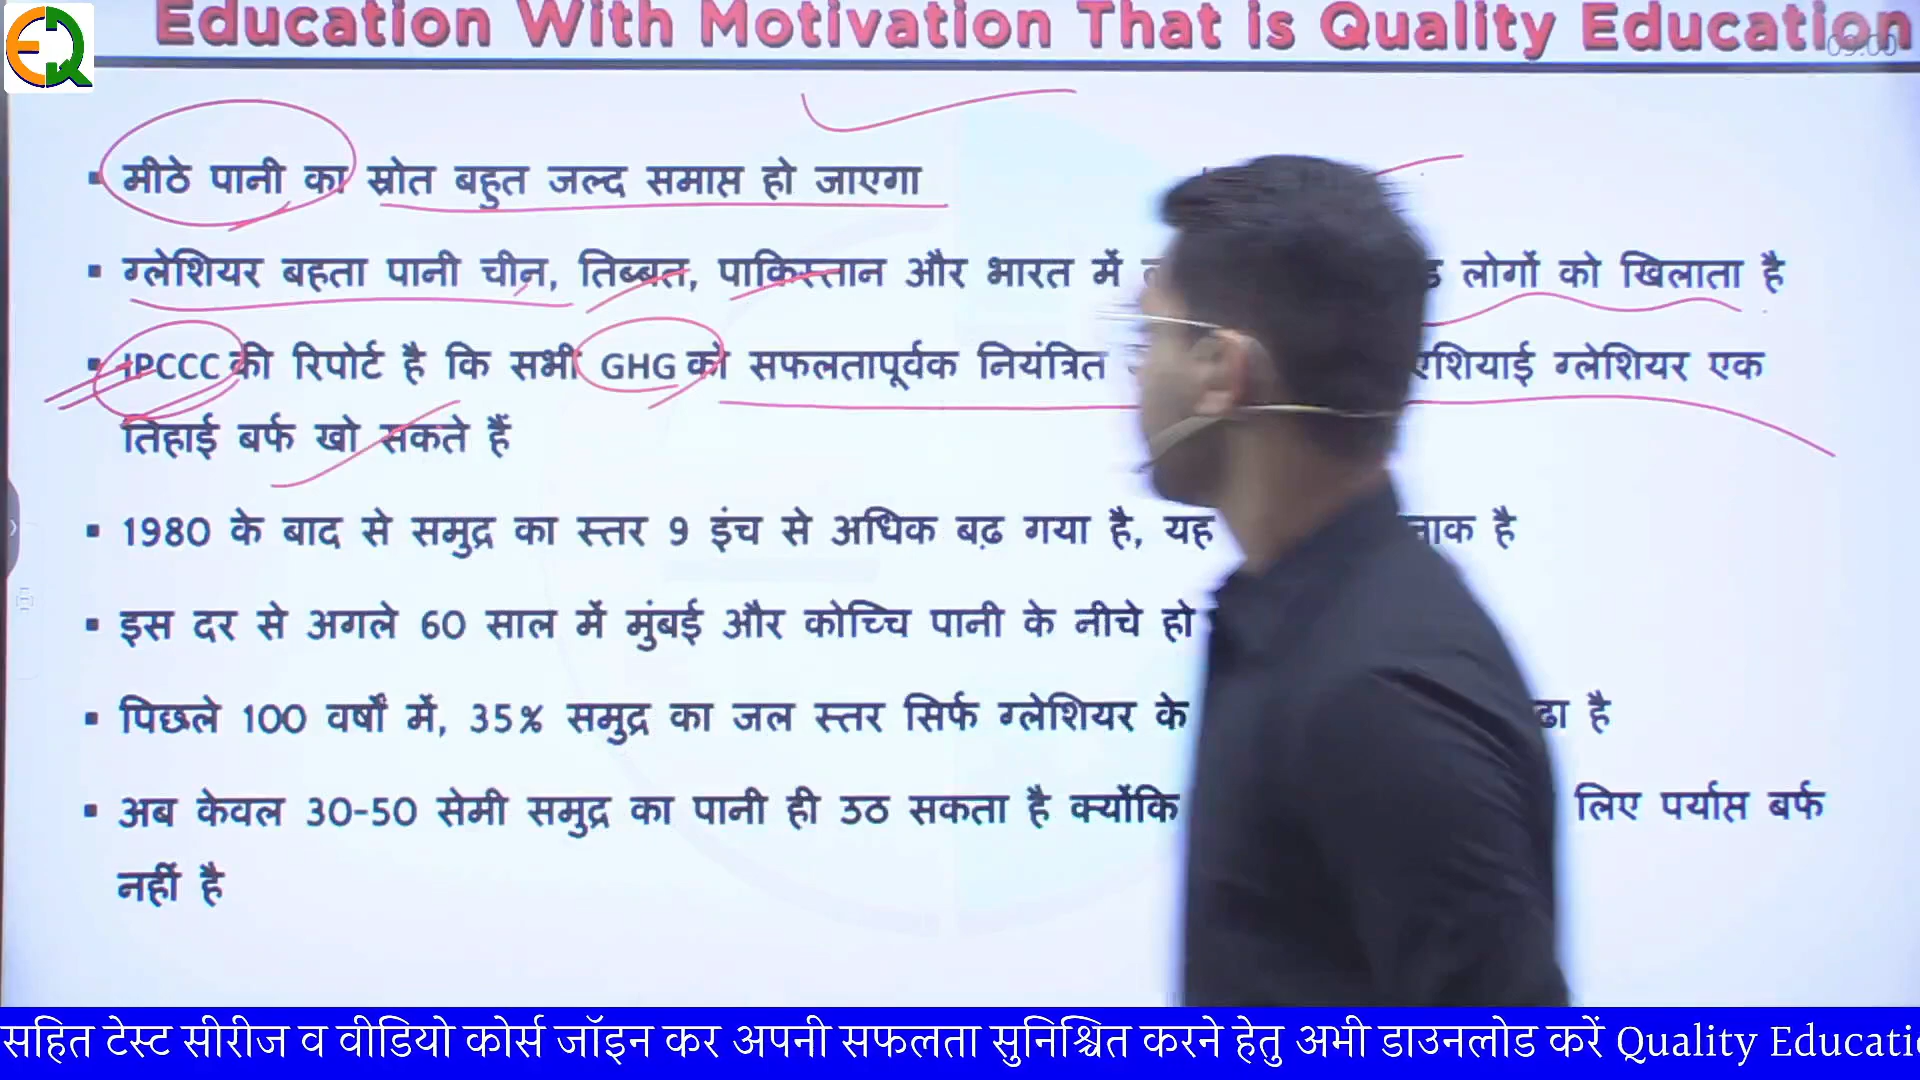 Education With Motivation That is Quality Education
EQ
मीठे पानी का स्रोत बहुत जल्द समाप्त हो जाएगा
ग्लेशियर बहता पानी चीन, तिब्बत, पाकिस्तान और भारत में लोगों को खिलाता है
IPCCC की रिपोर्ट है कि सभी GHG को सफलतापूर्वक नियंत्रित एशियाई ग्लेशियर एक
तिहाई बर्फ खो सकते हैं
1980 के बाद से समुद्र का स्तर 9 इंच से अधिक बढ़ गया है, यह है
इस दर से अगले 60 साल में मुंबई और कोच्चि पानी के नीचे हो
पिछले 100 वर्षों में, 35% समुद्र का जल स्तर सिर्फ ग्लेशियर के है
अब केवल 30-50 सेमी समुद्र का पानी ही उठ सकता है क्योंकि लिए पर्याप्त बर्फ
नहीं है
सहित टेस्ट सीरीज व वीडियो कोर्स जॉइन कर अपनी सफलता सुनिश्चित करने हेतु अभी डाउनलोड करें Quality Educati